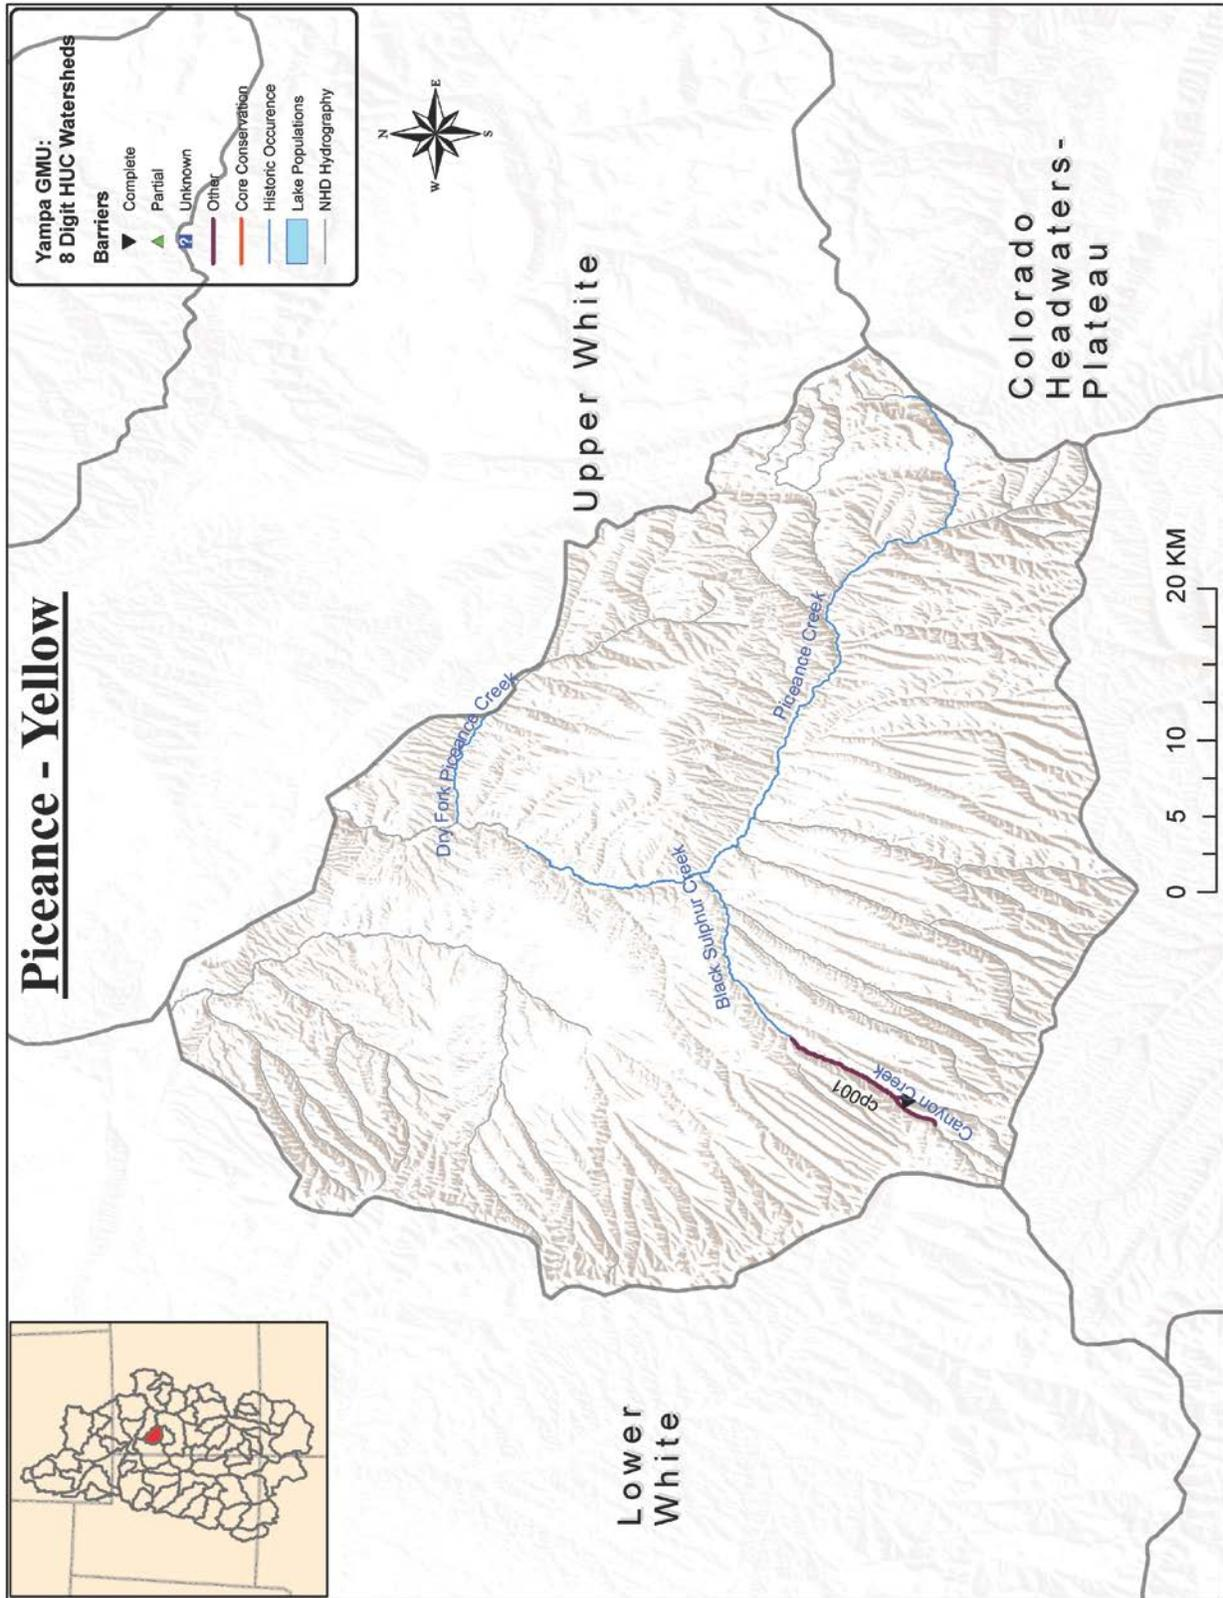 Piceance - Yellow
Yampa GMU:
8 Digit HUC Watersheds
Barriers
Complete
Partial
? Unknown
Other
Core Conservation
Historic Occurence
Lake Populations
NHD Hydrography
N
W
E
S
Upper White
Dry Fork Piceance Creek
Piceance Creek
Black Sulphur Creek
Canyon Creek
cp001
Lower
White
Colorado
Headwaters-
Plateau
0 5 10 20 KM